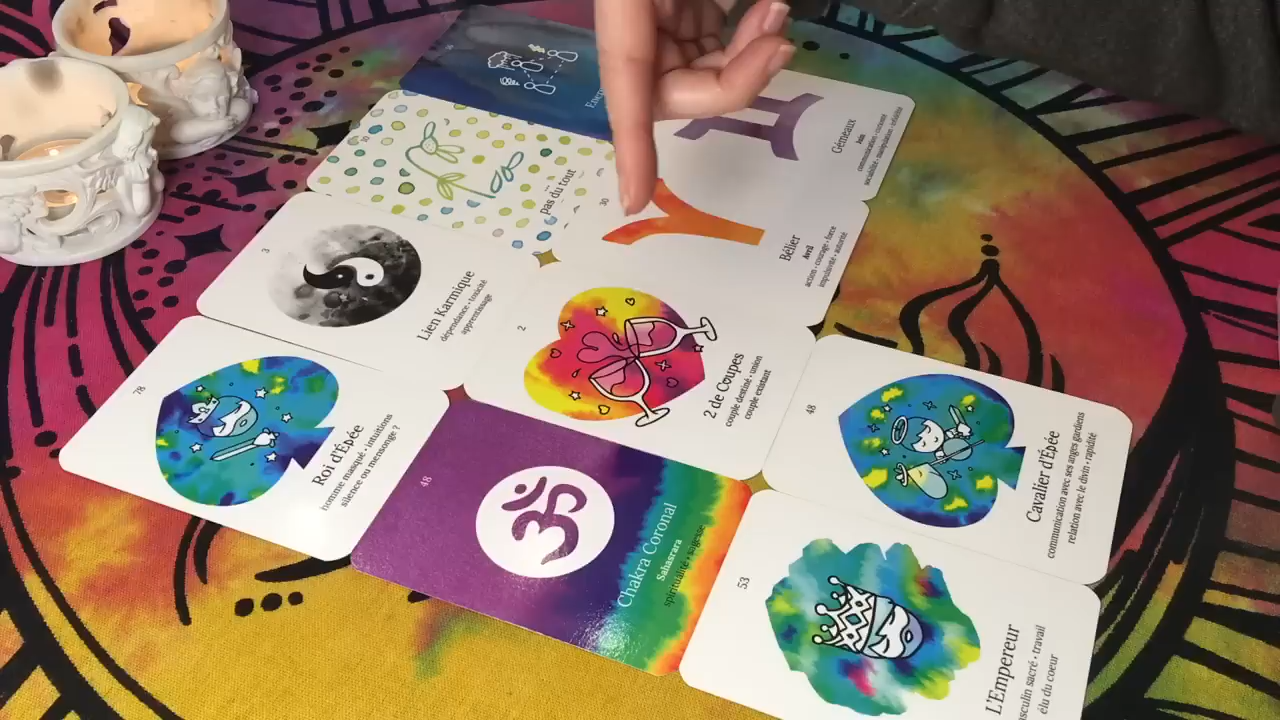 pas du tout
30
Gémeaux
Juin
Bélier
Avril
action • courage • force
impulsivité • autorité
3
Lien Karmique
dépendance • toxicité
apprentissage
2
2 de Coupes
couple destiné • union
couple existant
78
Roi d'Épée
homme masqué • intuitions
silence ou mensonge ?
48
Chakra Coronal
Sahasrara
spiritualité • sagesse
48
Cavalier d'Épée
communication avec ses anges gardiens
relation avec le divin • rapidité
53
L'Empereur
masculin sacré • travail
élu du coeur